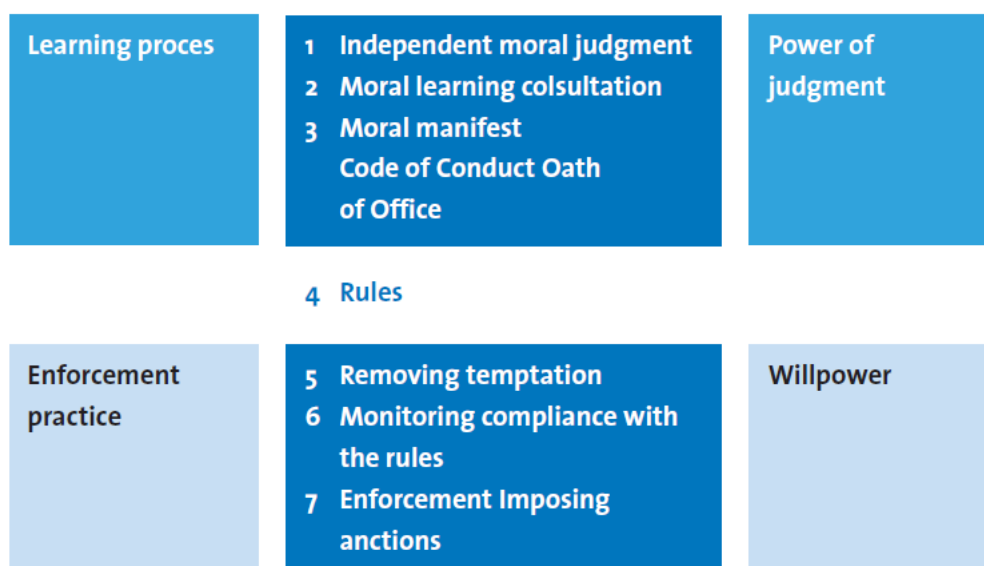 Learning proces
1 Independent moral judgment
2 Moral learning colsultation
3 Moral manifest
Code of Conduct Oath
of Office
Power of
judgment
4 Rules
Enforcement
practice
5 Removing temptation
6 Monitoring compliance with
the rules
7 Enforcement Imposing
anctions
Willpower